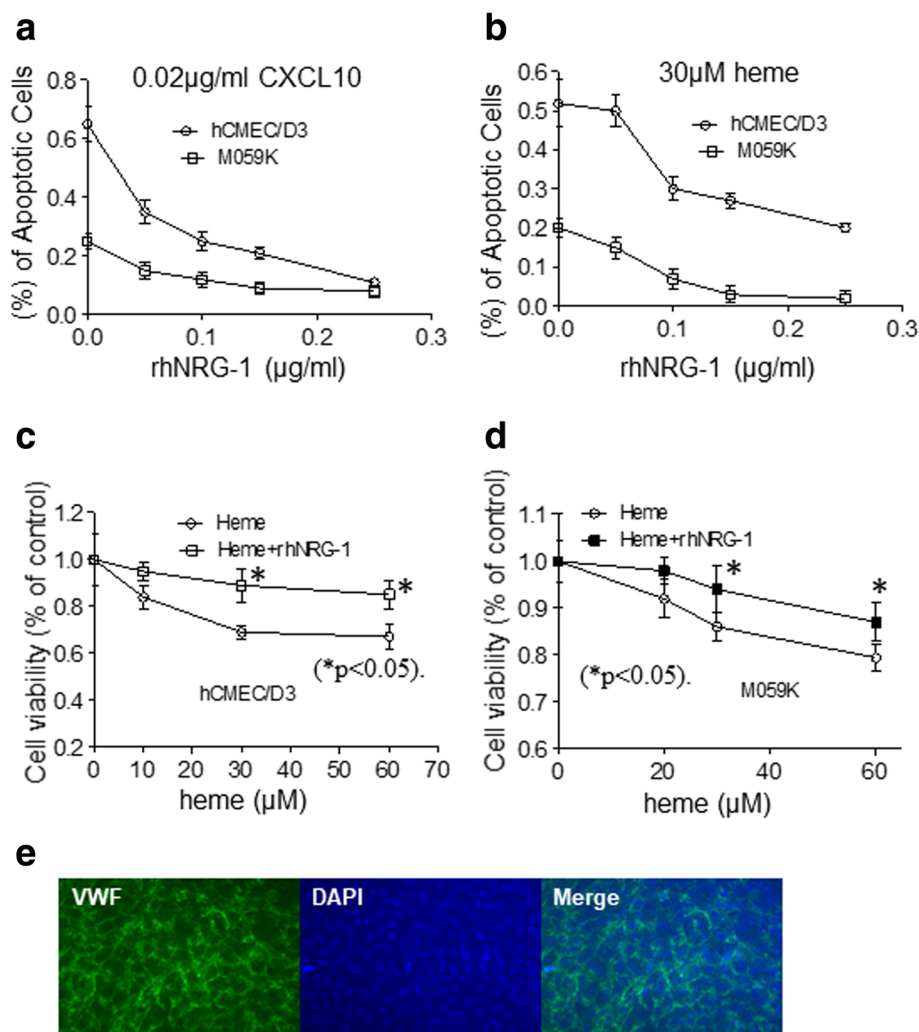 a
0.02µg/ml CXCL10
hCMEC/D3
M059K
(%) of Apoptotic Cells
0.8
0.6
0.4
0.2
0.0
0.0 0.1 0.2 0.3
rhNRG-1 (µg/ml)
b
30µM heme
hCMEC/D3
M059K
(%) of Apoptotic Cells
0.6
0.5
0.4
0.3
0.2
0.1
0.0
0.0 0.1 0.2 0.3
rhNRG-1 (µg/ml)
c
Heme
Heme+rhNRG-1
Cell viability (% of control)
1.2
1.0
0.8
0.6
0.4
0.2
* *
(*p<0.05).
hCMEC/D3
0 10 20 30 40 50 60 70
heme (µM)
d
Heme
Heme+rhNRG-1
Cell viability (% of control)
1.1
1.0
0.9
0.8
0.7
0.6
* *
(*p<0.05).
M059K
0 20 40 60
heme (µM)
e
VWF DAPI Merge